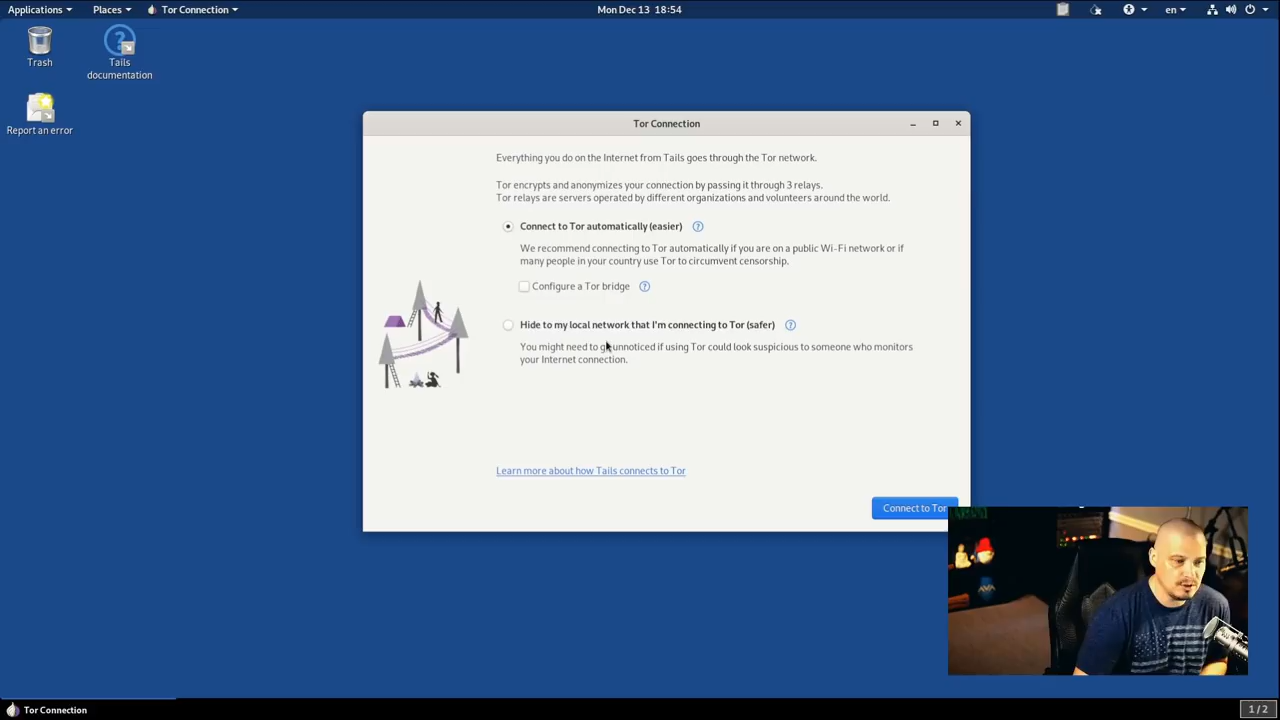 Applications Places Tor Connection Mon Dec 13 18:54 en
Trash
Tails
documentation
Report an error
Tor Connection
Everything you do on the Internet from Tails goes through the Tor network.
Tor encrypts and anonymizes your connection by passing it through 3 relays.
Tor relays are servers operated by different organizations and volunteers around the world.
Connect to Tor automatically (easier)
We recommend connecting to Tor automatically if you are on a public Wi-Fi network or if
many people in your country use Tor to circumvent censorship.
Configure a Tor bridge
Hide to my local network that I'm connecting to Tor (safer)
You might need to go unnoticed if using Tor could look suspicious to someone who monitors
your Internet connection.
Learn more about how Tails connects to Tor
Connect to Tor
Tor Connection 1 / 2